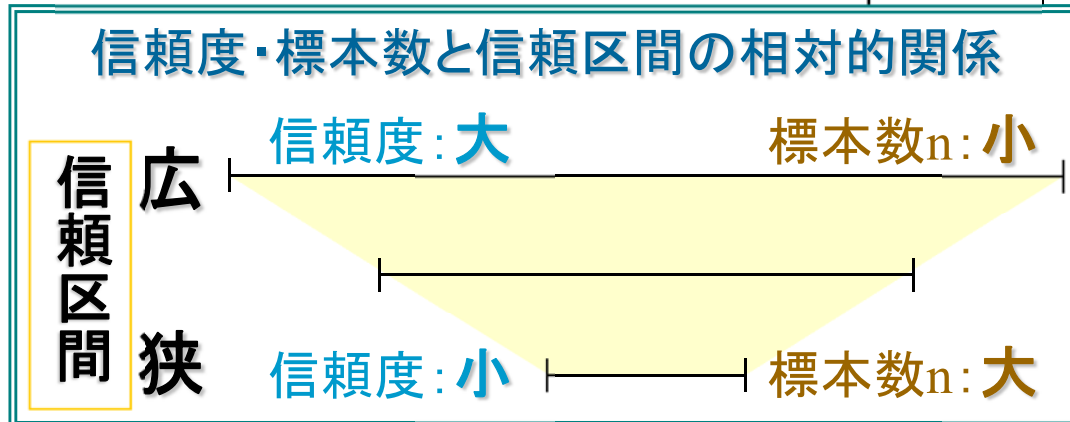 信頼度・標本数と信頼区間の相対的関係
信頼区間
広
信頼度:大
標本数n:小
狭
信頼度:小
標本数n:大